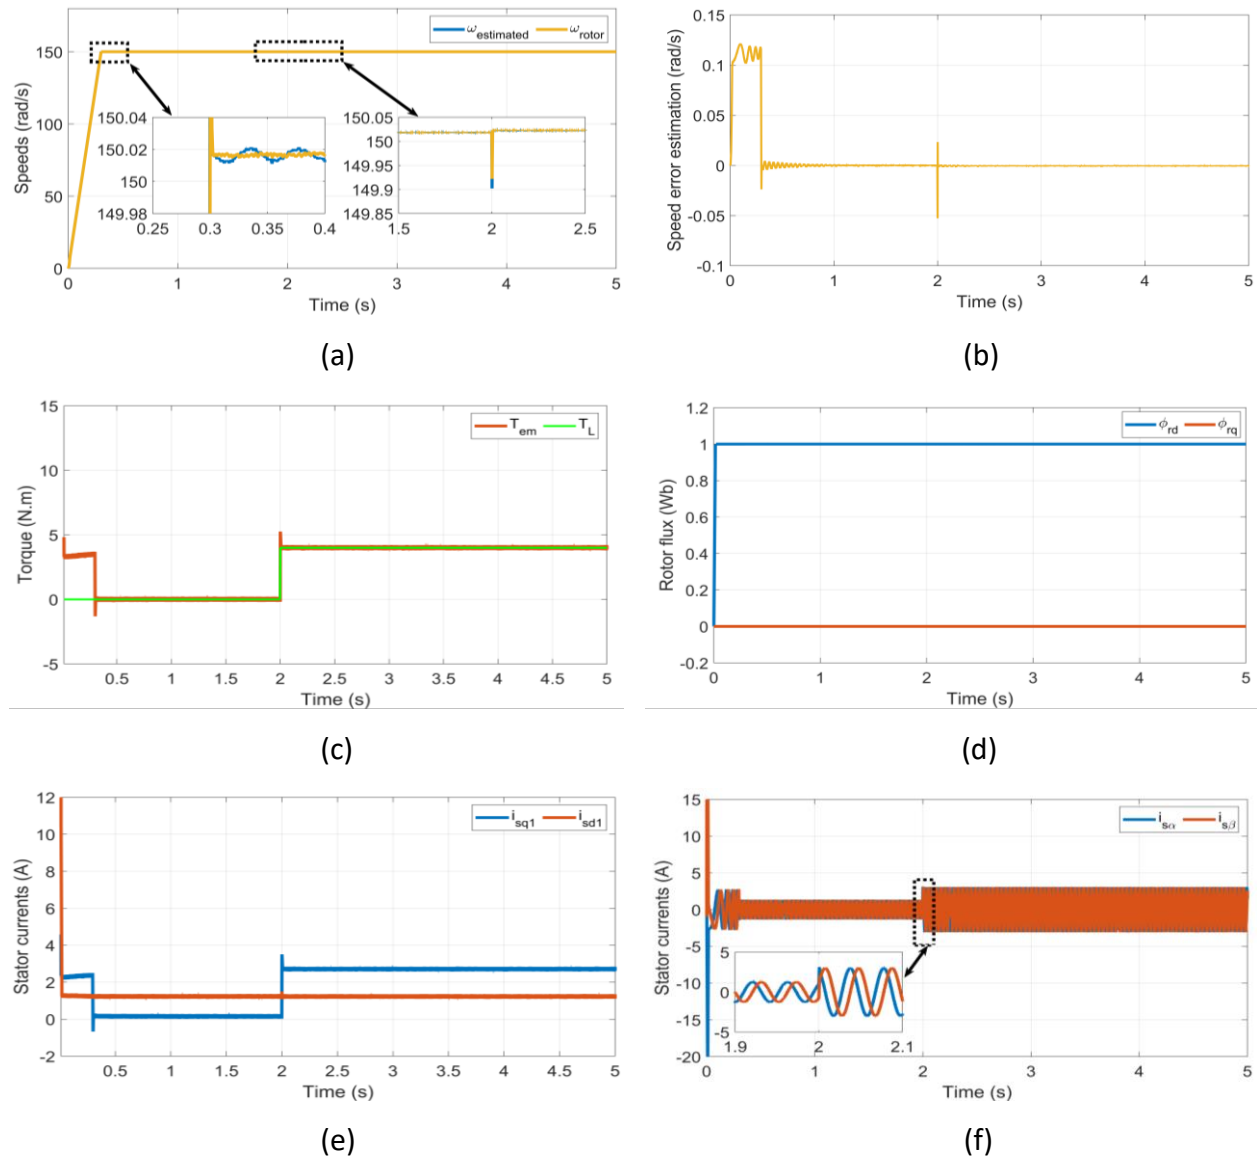 200
150
100
50
0
Speeds (rad/s)
ωestimated ωrotor
150.04
150.02
150
149.98
0.25 0.3 0.35 0.4
150.05
150
149.95
149.9
149.85
1.5 2 2.5
0 1 2 3 4 5
Time (s)
(a)
0.15
0.1
0.05
0
-0.05
-0.1
Speed error estimation (rad/s)
0 1 2 3 4 5
Time (s)
(b)
15
10
5
0
-5
Torque (N.m)
Tem TL
0.5 1 1.5 2 2.5 3 3.5 4 4.5 5
Time (s)
(c)
1.2
1
0.8
0.6
0.4
0.2
0
-0.2
Rotor flux (Wb)
ϕrd ϕrq
0 1 2 3 4 5
Time (s)
(d)
12
10
8
6
4
2
0
-2
Stator currents (A)
isq1 isd1
0.5 1 1.5 2 2.5 3 3.5 4 4.5 5
Time (s)
(e)
15
10
5
0
-5
-10
-15
-20
Stator currents (A)
isα isβ
5
0
-5
1.9 2 2.1
0 1 2 3 4 5
Time (s)
(f)